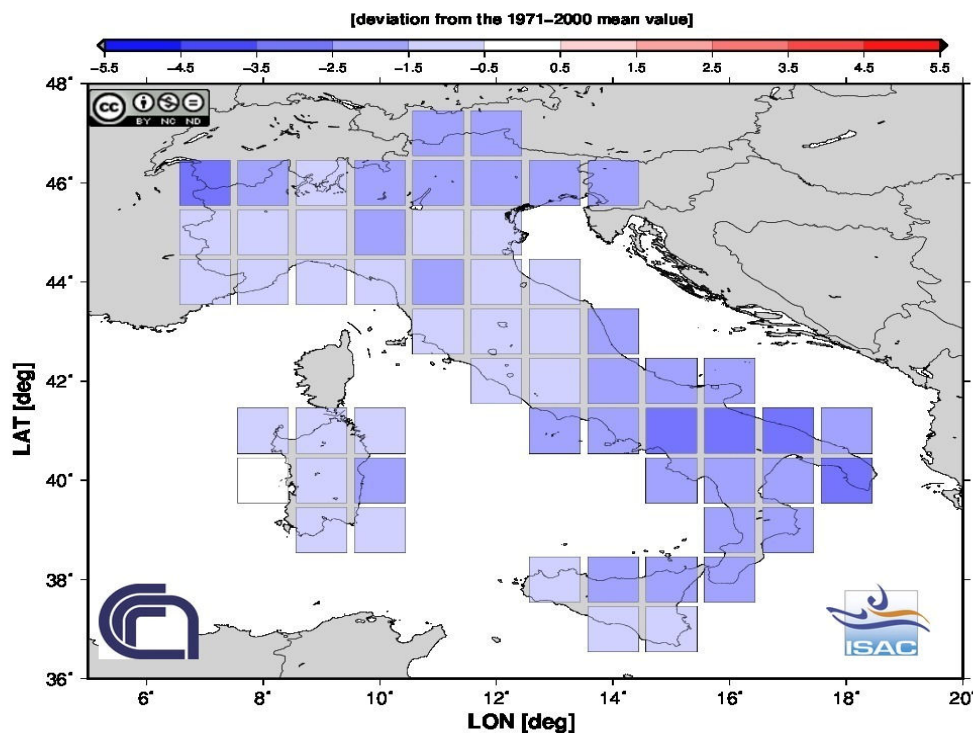 [deviation from the 1971–2000 mean value]
−5.5 −4.5 −3.5 −2.5 −1.5 −0.5 0.5 1.5 2.5 3.5 4.5 5.5
48°
46°
44°
42°
40°
38°
36°
LAT [deg]
cc
BY NC ND
ISAC
6° 8° 10° 12° 14° 16° 18° 20°
LON [deg]